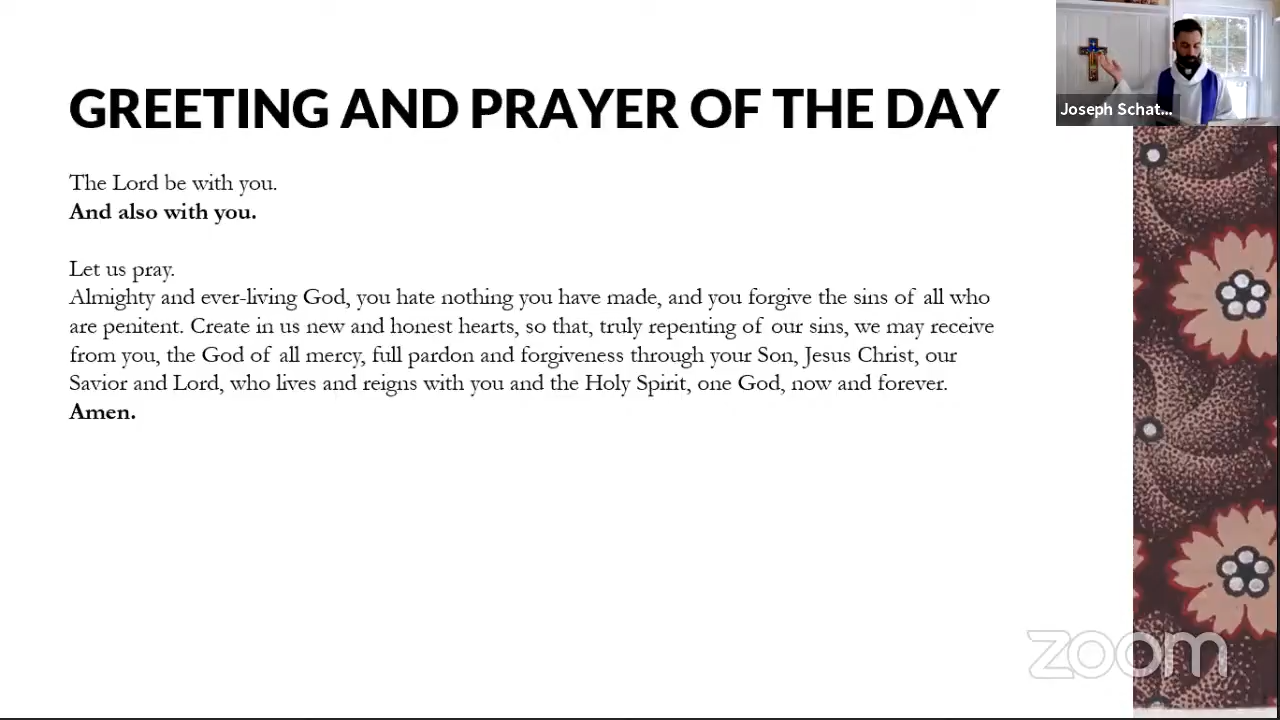 GREETING AND PRAYER OF THE DAY
Joseph Schat...
The Lord be with you.
And also with you.
Let us pray.
Almighty and ever-living God, you hate nothing you have made, and you forgive the sins of all who
are penitent. Create in us new and honest hearts, so that, truly repenting of our sins, we may receive
from you, the God of all mercy, full pardon and forgiveness through your Son, Jesus Christ, our
Savior and Lord, who lives and reigns with you and the Holy Spirit, one God, now and forever.
Amen.
zoom